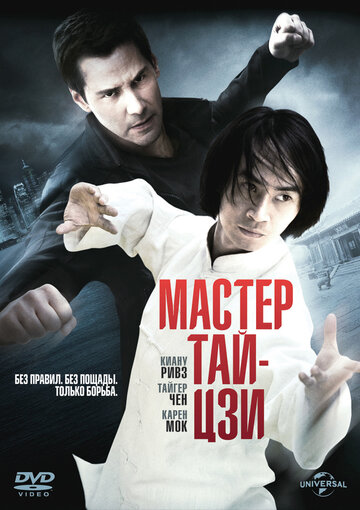 МАСТЕР
ТАЙ-
ЦЗИ
КИАНУ
РИВЗ
ТАЙГЕР
ЧЕН
КАРЕН
МОК
БЕЗ ПРАВИЛ. БЕЗ ПОЩАДЫ.
ТОЛЬКО БОРЬБА.
DVD
VIDEO
UNIVERSAL